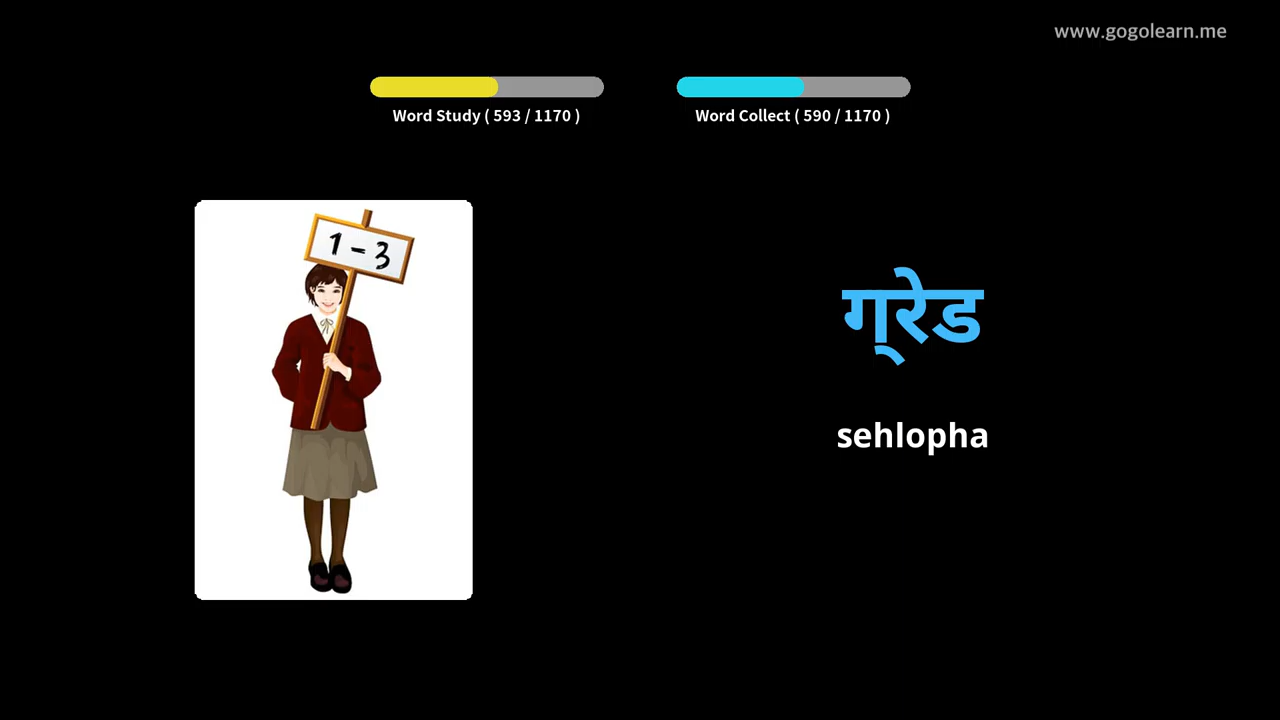 www.gogolearn.me
Word Study ( 593 / 1170 )
Word Collect ( 590 / 1170 )
1 - 3
ग्रेड
sehlopha